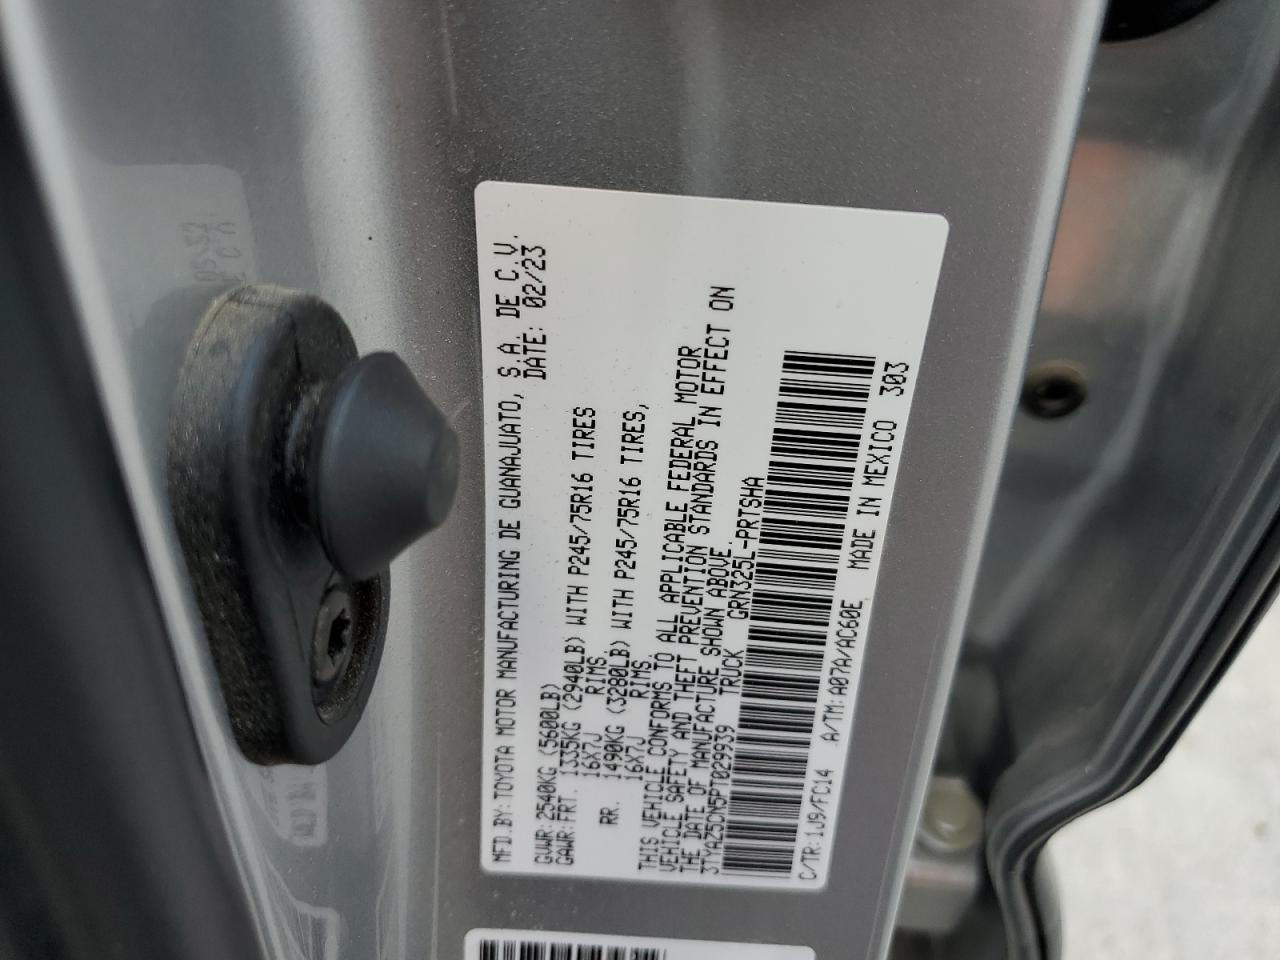 MFD.BY: TOYOTA MOTOR MANUFACTURING DE GUANAJUATO, S.A. DE C.V.
DATE: 02/23
GVWR: 2540KG (5600LB)
GAWR: FRT. 1335KG (2940LB) WITH P245/75R16 TIRES
16X7J RIMS.
RR. 1490KG (3280LB) WITH P245/75R16 TIRES,
16X7J RIMS.
THIS VEHICLE CONFORMS TO ALL APPLICABLE FEDERAL MOTOR
VEHICLE SAFETY AND THEFT PREVENTION STANDARDS IN EFFECT ON
THE DATE OF MANUFACTURE SHOWN ABOVE.
3TYAZ5CN5PT029939 TRUCK GRN325L-PRTSHA
C/TR: 1J9/FC14 A/TM: A07A/AC60E MADE IN MEXICO 303